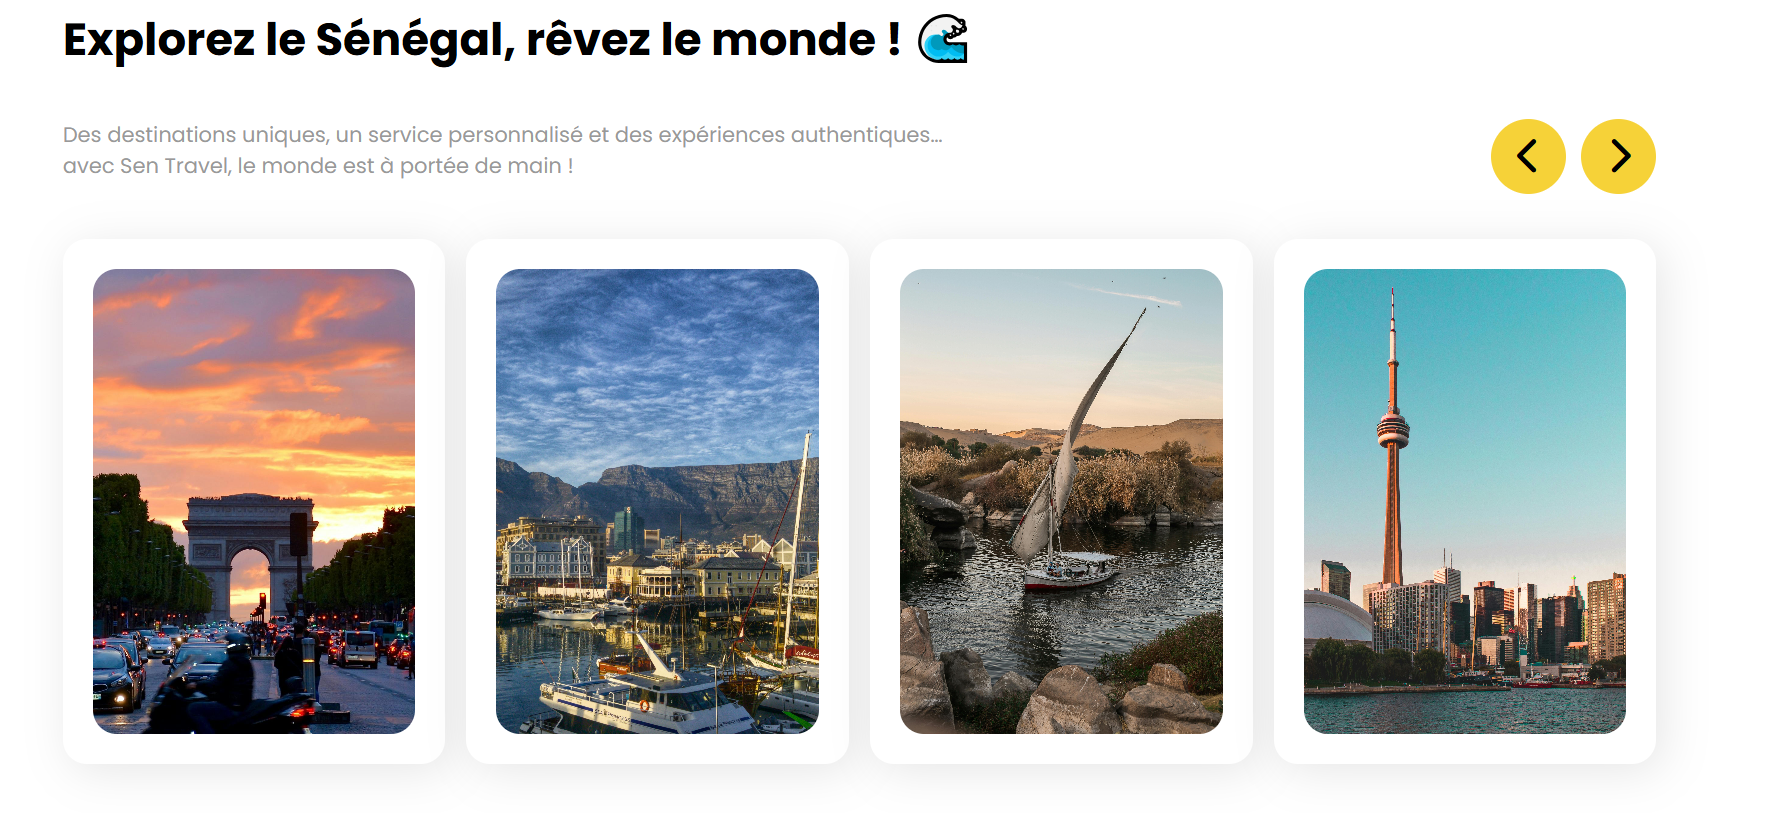 Explorez le Sénégal, rêvez le monde ! 🌊
Des destinations uniques, un service personnalisé et des expériences authentiques...
avec Sen Travel, le monde est à portée de main !